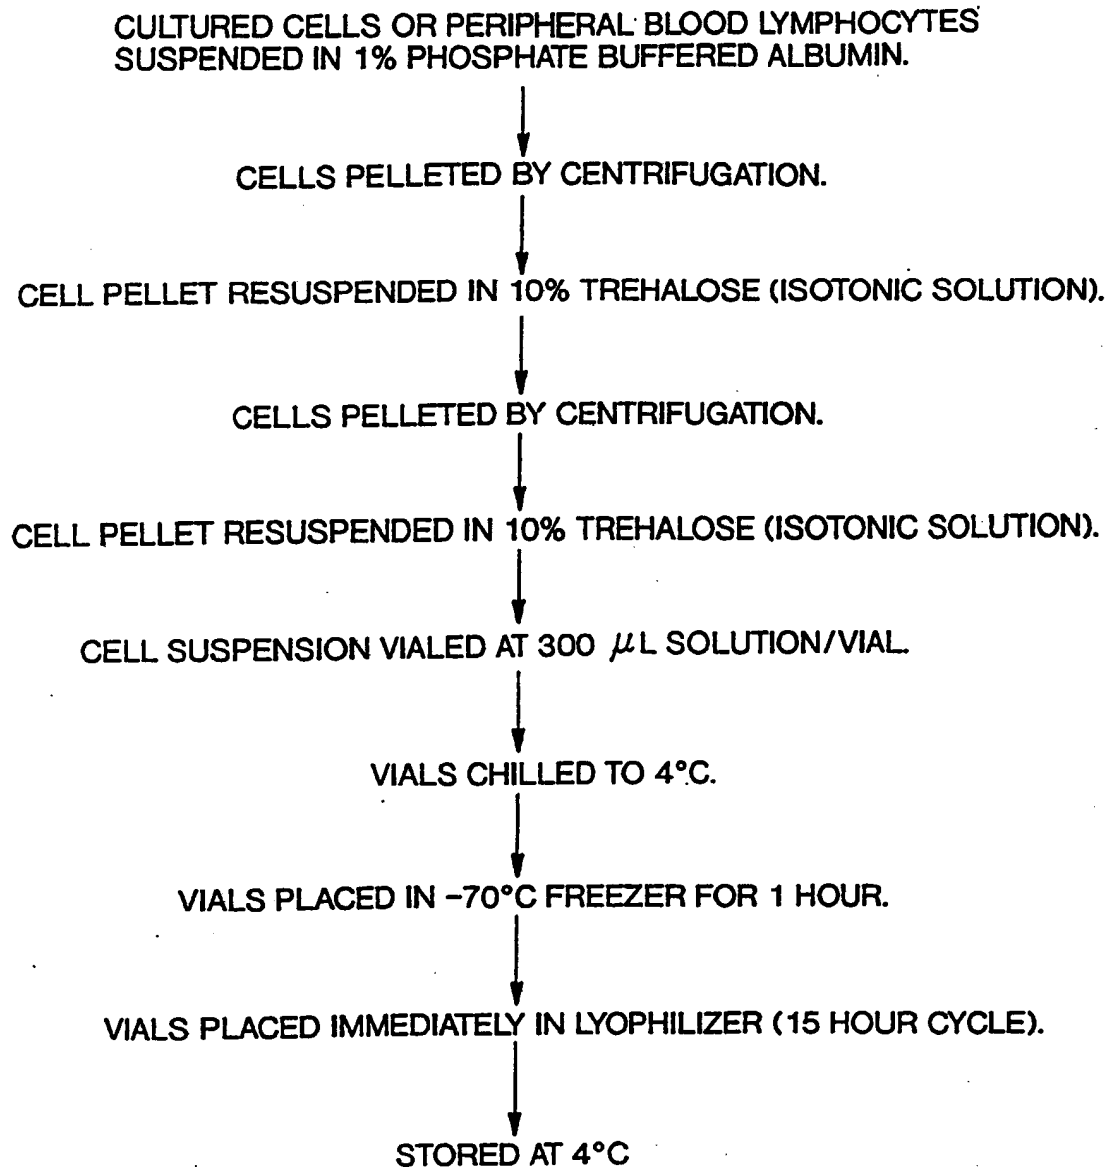 CULTURED CELLS OR PERIPHERAL BLOOD LYMPHOCYTES
SUSPENDED IN 1% PHOSPHATE BUFFERED ALBUMIN.
CELLS PELLETED BY CENTRIFUGATION.
CELL PELLET RESUSPENDED IN 10% TREHALOSE (ISOTONIC SOLUTION).
CELLS PELLETED BY CENTRIFUGATION.
CELL PELLET RESUSPENDED IN 10% TREHALOSE (ISOTONIC SOLUTION).
CELL SUSPENSION VIALED AT 300 μL SOLUTION/VIAL.
VIALS CHILLED TO 4°C.
VIALS PLACED IN -70°C FREEZER FOR 1 HOUR.
VIALS PLACED IMMEDIATELY IN LYOPHILIZER (15 HOUR CYCLE).
STORED AT 4°C